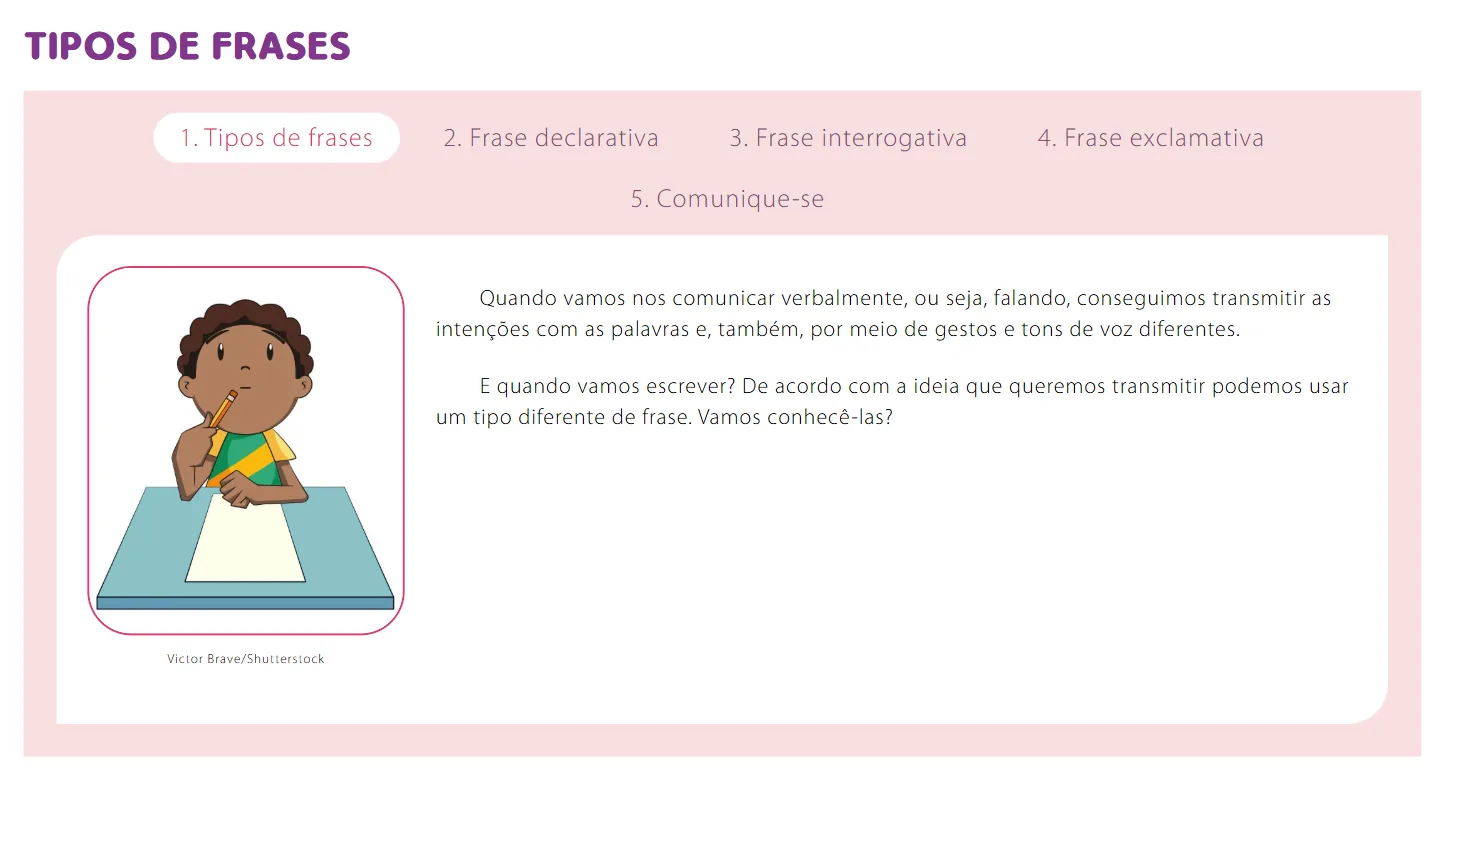 TIPOS DE FRASES
1. Tipos de frases
2. Frase declarativa
3. Frase interrogativa
4. Frase exclamativa
5. Comunique-se
Quando vamos nos comunicar verbalmente, ou seja, falando, conseguimos transmitir as
intenções com as palavras e, também, por meio de gestos e tons de voz diferentes.
E quando vamos escrever? De acordo com a ideia que queremos transmitir podemos usar
um tipo diferente de frase. Vamos conhecê-las?
Victor Brave/Shutterstock